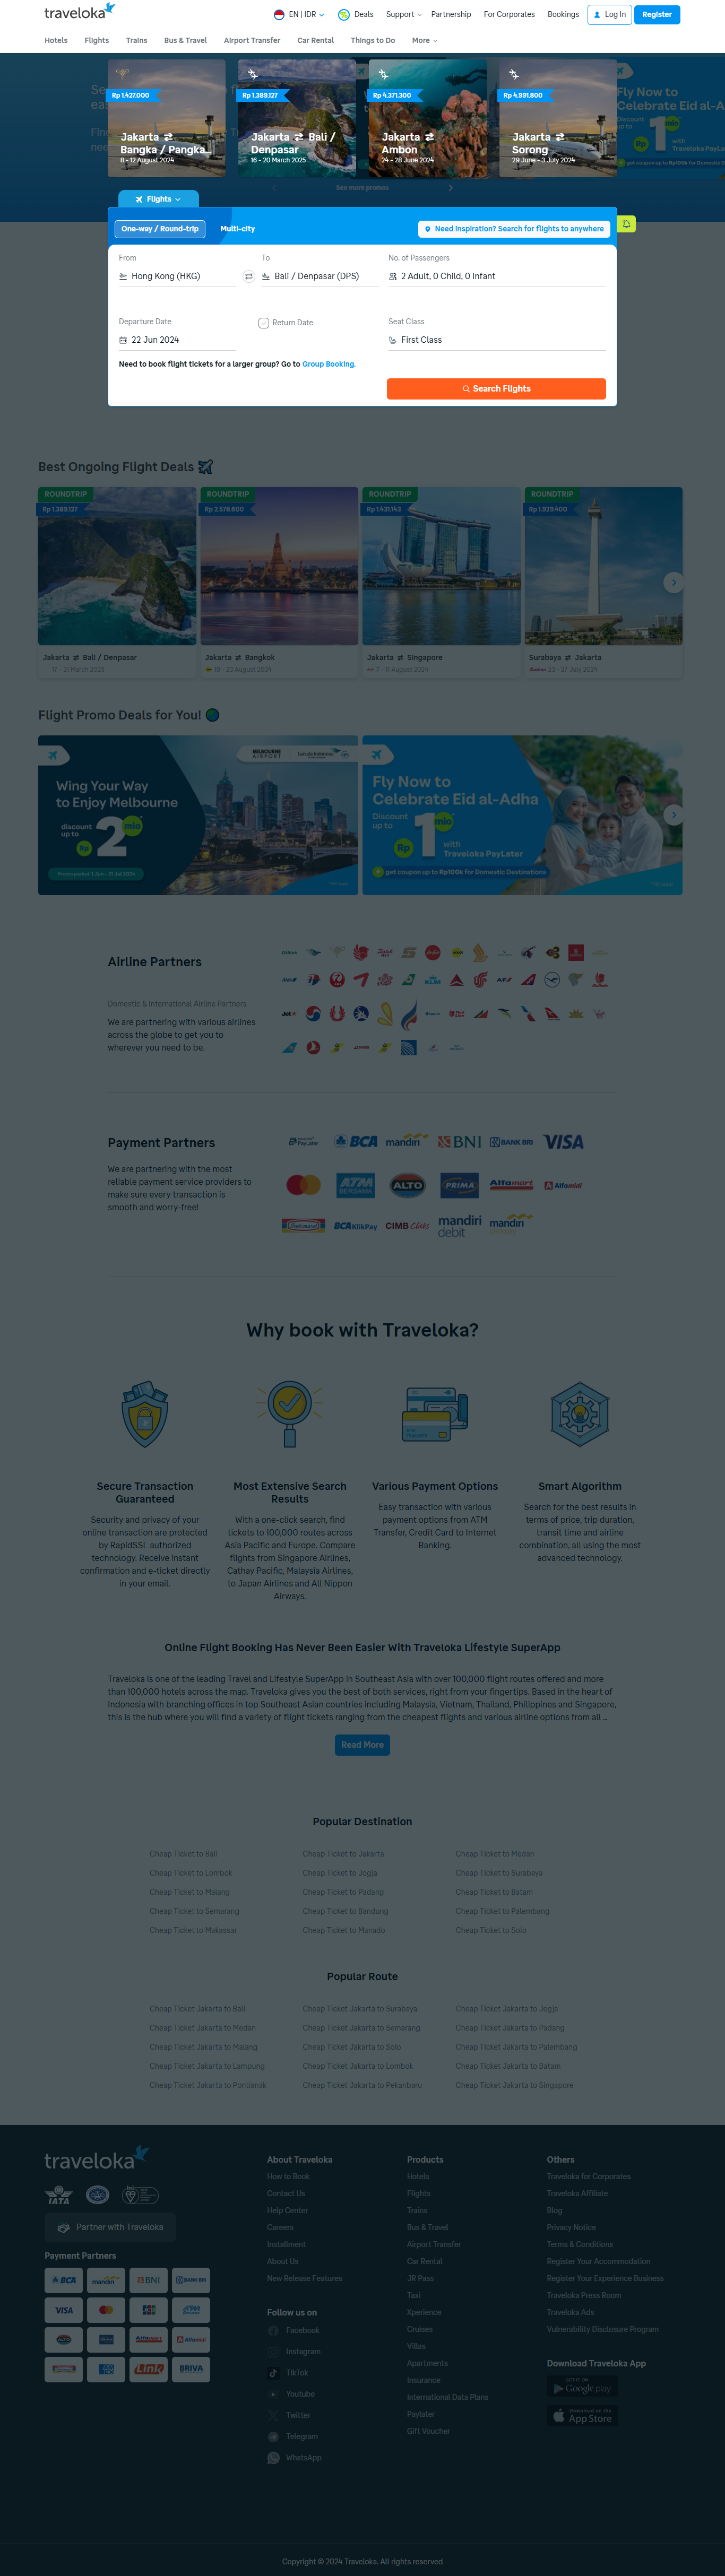 traveloka
EN | IDR
Deals
Support
Partnership
For Corporates
Bookings
Log In
Register
Hotels
Flights
Trains
Bus & Travel
Airport Transfer
Car Rental
Things to Do
More
Rp 1.427.000
Jakarta ⇄
Bangka / Pangka...
8 - 12 August 2024
Rp 1.389.127
Jakarta ⇄ Bali /
Denpasar
16 - 20 March 2025
Rp 4.371.300
Jakarta ⇄
Ambon
24 - 28 June 2024
Rp 4.991.800
Jakarta ⇄
Sorong
29 June - 3 July 2024
See more promos
Flights
One-way / Round-trip
Multi-city
Need inspiration? Search for flights to anywhere
From
To
No. of Passengers
Hong Kong (HKG)
Bali / Denpasar (DPS)
2 Adult, 0 Child, 0 Infant
Departure Date
Return Date
Seat Class
22 Jun 2024
First Class
Need to book flight tickets for a larger group? Go to Group Booking.
Search Flights
Best Ongoing Flight Deals
ROUNDTRIP
Rp 1.389.127
Jakarta ⇄ Bali / Denpasar
17 - 21 March 2025
ROUNDTRIP
Rp 2,579.600
Jakarta ⇄ Bangkok
19 - 23 August 2024
ROUNDTRIP
Rp 1.431.143
Jakarta ⇄ Singapore
7 - 11 August 2024
ROUNDTRIP
Rp 1.929.400
Surabaya ⇄ Jakarta
23 - 27 July 2024
Flight Promo Deals for You!
MELBOURNE
AIRPORT
Garuda Indonesia
Wing Your Way
to Enjoy Melbourne
discount
up to
Rp 2 mio
Promo period: 1 Jun - 31 Jul 2024
Fly Now to
Celebrate Eid al-Adha
Discount
up to
Rp 1 mio
with
Traveloka PayLater
get coupon up to Rp100k for Domestic Destinations
Airline Partners
Domestic & International Airline Partners
We are partnering with various airlines
across the globe to get you to
wherever you need to be.
KLM
Payment Partners
We are partnering with the most
reliable payment service providers to
make sure every transaction is
smooth and worry-free!
PayLater
BCA
mandiri
BNI
BANK BRI
VISA
ATM
BERSAMA
ALTO
PRIMA
Alfamart
Alfamidi
BCA KlikPay
CIMB Clicks
mandiri
debit
mandiri
Why book with Traveloka?
Secure Transaction
Guaranteed
Security and privacy of your
online transaction are protected
by RapidSSL authorized
technology. Receive instant
confirmation and e-ticket directly
in your email.
Most Extensive Search
Results
With a one-click search, find
tickets to 100,000 routes across
Asia Pacific and Europe. Compare
flights from Singapore Airlines,
Cathay Pacific, Malaysia Airlines,
to Japan Airlines and All Nippon
Airways.
Various Payment Options
Easy transaction with various
payment options from ATM
Transfer, Credit Card to Internet
Banking.
Smart Algorithm
Search for the best results in
terms of price, trip duration,
transit time and airline
combination, all using the most
advanced technology.
Online Flight Booking Has Never Been Easier With Traveloka Lifestyle SuperApp
Traveloka is one of the leading Travel and Lifestyle SuperApp in Southeast Asia with over 100,000 flight routes offered and more
than 100,000 hotels across the map. Traveloka gives you the best of both services, right from your fingertips. Based in the heart of
Indonesia with branching offices in top Southeast Asian countries including Malaysia, Vietnam, Thailand, Philippines and Singapore,
this is the hub where you will find a variety of flight tickets ranging from the cheapest flights and various airline options from all ...
Read More
Popular Destination
Cheap Ticket to Bali
Cheap Ticket to Jakarta
Cheap Ticket to Medan
Cheap Ticket to Lombok
Cheap Ticket to Jogja
Cheap Ticket to Surabaya
Cheap Ticket to Malang
Cheap Ticket to Padang
Cheap Ticket to Batam
Cheap Ticket to Semarang
Cheap Ticket to Bandung
Cheap Ticket to Palembang
Cheap Ticket to Makassar
Cheap Ticket to Manado
Cheap Ticket to Solo
Popular Route
Cheap Ticket Jakarta to Bali
Cheap Ticket Jakarta to Surabaya
Cheap Ticket Jakarta to Jogja
Cheap Ticket Jakarta to Medan
Cheap Ticket Jakarta to Semarang
Cheap Ticket Jakarta to Padang
Cheap Ticket Jakarta to Malang
Cheap Ticket Jakarta to Solo
Cheap Ticket Jakarta to Palembang
Cheap Ticket Jakarta to Lampung
Cheap Ticket Jakarta to Lombok
Cheap Ticket Jakarta to Batam
Cheap Ticket Jakarta to Pontianak
Cheap Ticket Jakarta to Pekanbaru
Cheap Ticket Jakarta to Singapore
traveloka
IATA
Partner with Traveloka
Payment Partners
BCA
mandiri
BNI
BANK BRI
VISA
JCB
ATM
ALTO
Alfamart
Alfamidi
Link
BRIVA
About Traveloka
How to Book
Contact Us
Help Center
Careers
Installment
About Us
New Release Features
Follow us on
Facebook
Instagram
TikTok
Youtube
Twitter
Telegram
WhatsApp
Products
Hotels
Flights
Trains
Bus & Travel
Airport Transfer
Car Rental
JR Pass
Taxi
Xperience
Cruises
Villas
Apartments
Insurance
International Data Plans
Paylater
Gift Voucher
Others
Traveloka for Corporates
Traveloka Affiliate
Blog
Privacy Notice
Terms & Conditions
Register Your Accommodation
Register Your Experience Business
Traveloka Press Room
Traveloka Ads
Vulnerability Disclosure Program
Download Traveloka App
GET IT ON
Google play
Download on the
App Store
Copyright © 2024 Traveloka. All rights reserved